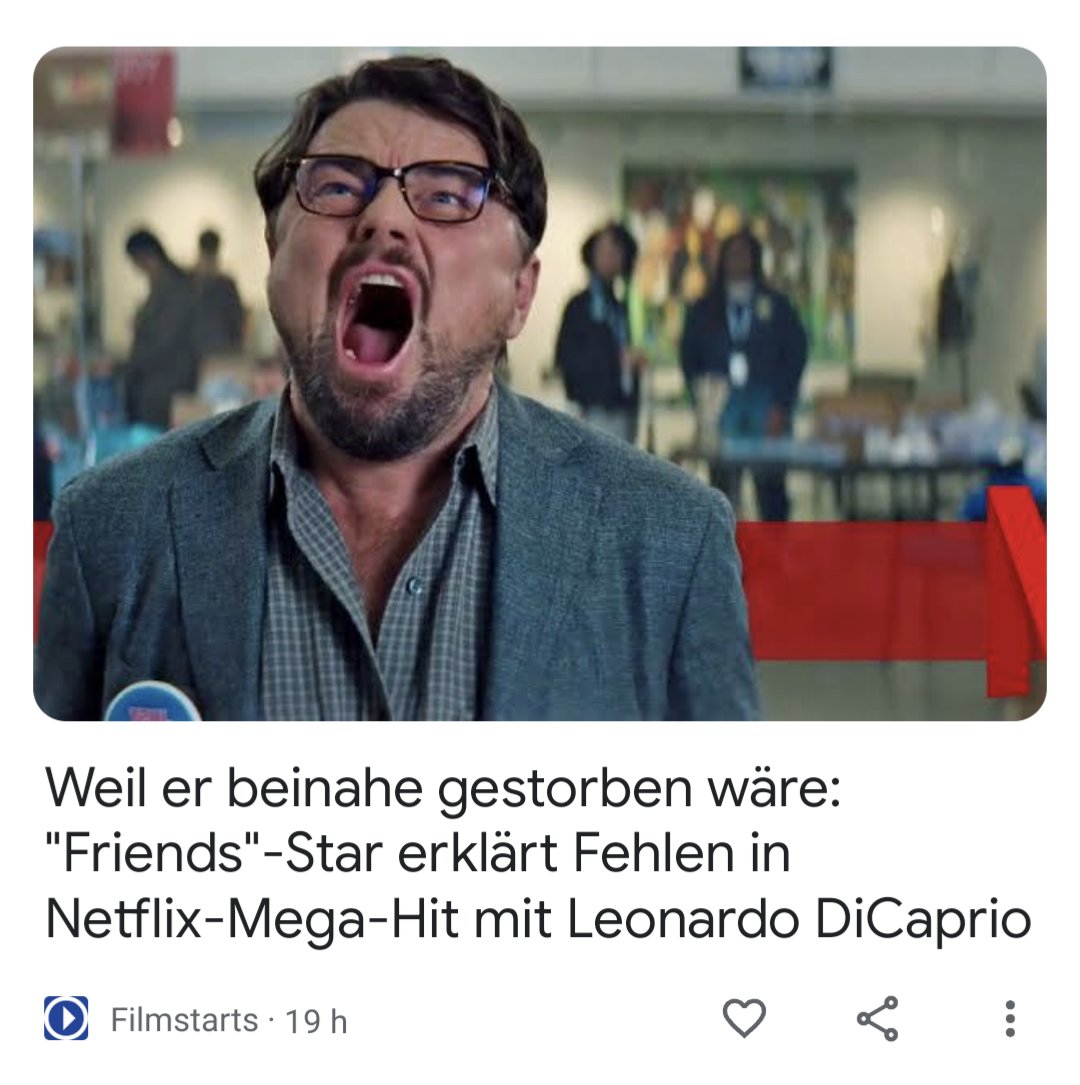 Weil er beinahe gestorben wäre:
"Friends"-Star erklärt Fehlen in
Netflix-Mega-Hit mit Leonardo DiCaprio
Filmstarts · 19 h